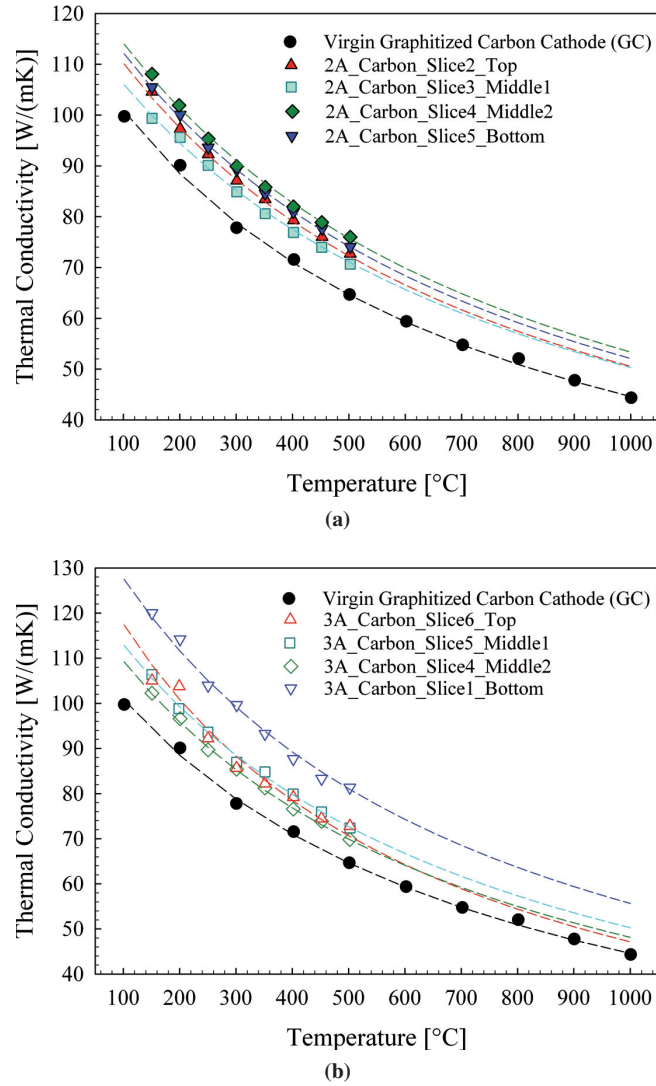 120
110
100
90
80
70
60
50
40
Thermal Conductivity [W/(mK)]
Virgin Graphitized Carbon Cathode (GC)
2A_Carbon_Slice2_Top
2A_Carbon_Slice3_Middle1
2A_Carbon_Slice4_Middle2
2A_Carbon_Slice5_Bottom
100 200 300 400 500 600 700 800 900 1000
Temperature [°C]
(a)
130
120
110
100
90
80
70
60
50
40
Thermal Conductivity [W/(mK)]
Virgin Graphitized Carbon Cathode (GC)
3A_Carbon_Slice6_Top
3A_Carbon_Slice5_Middle1
3A_Carbon_Slice4_Middle2
3A_Carbon_Slice1_Bottom
100 200 300 400 500 600 700 800 900 1000
Temperature [°C]
(b)